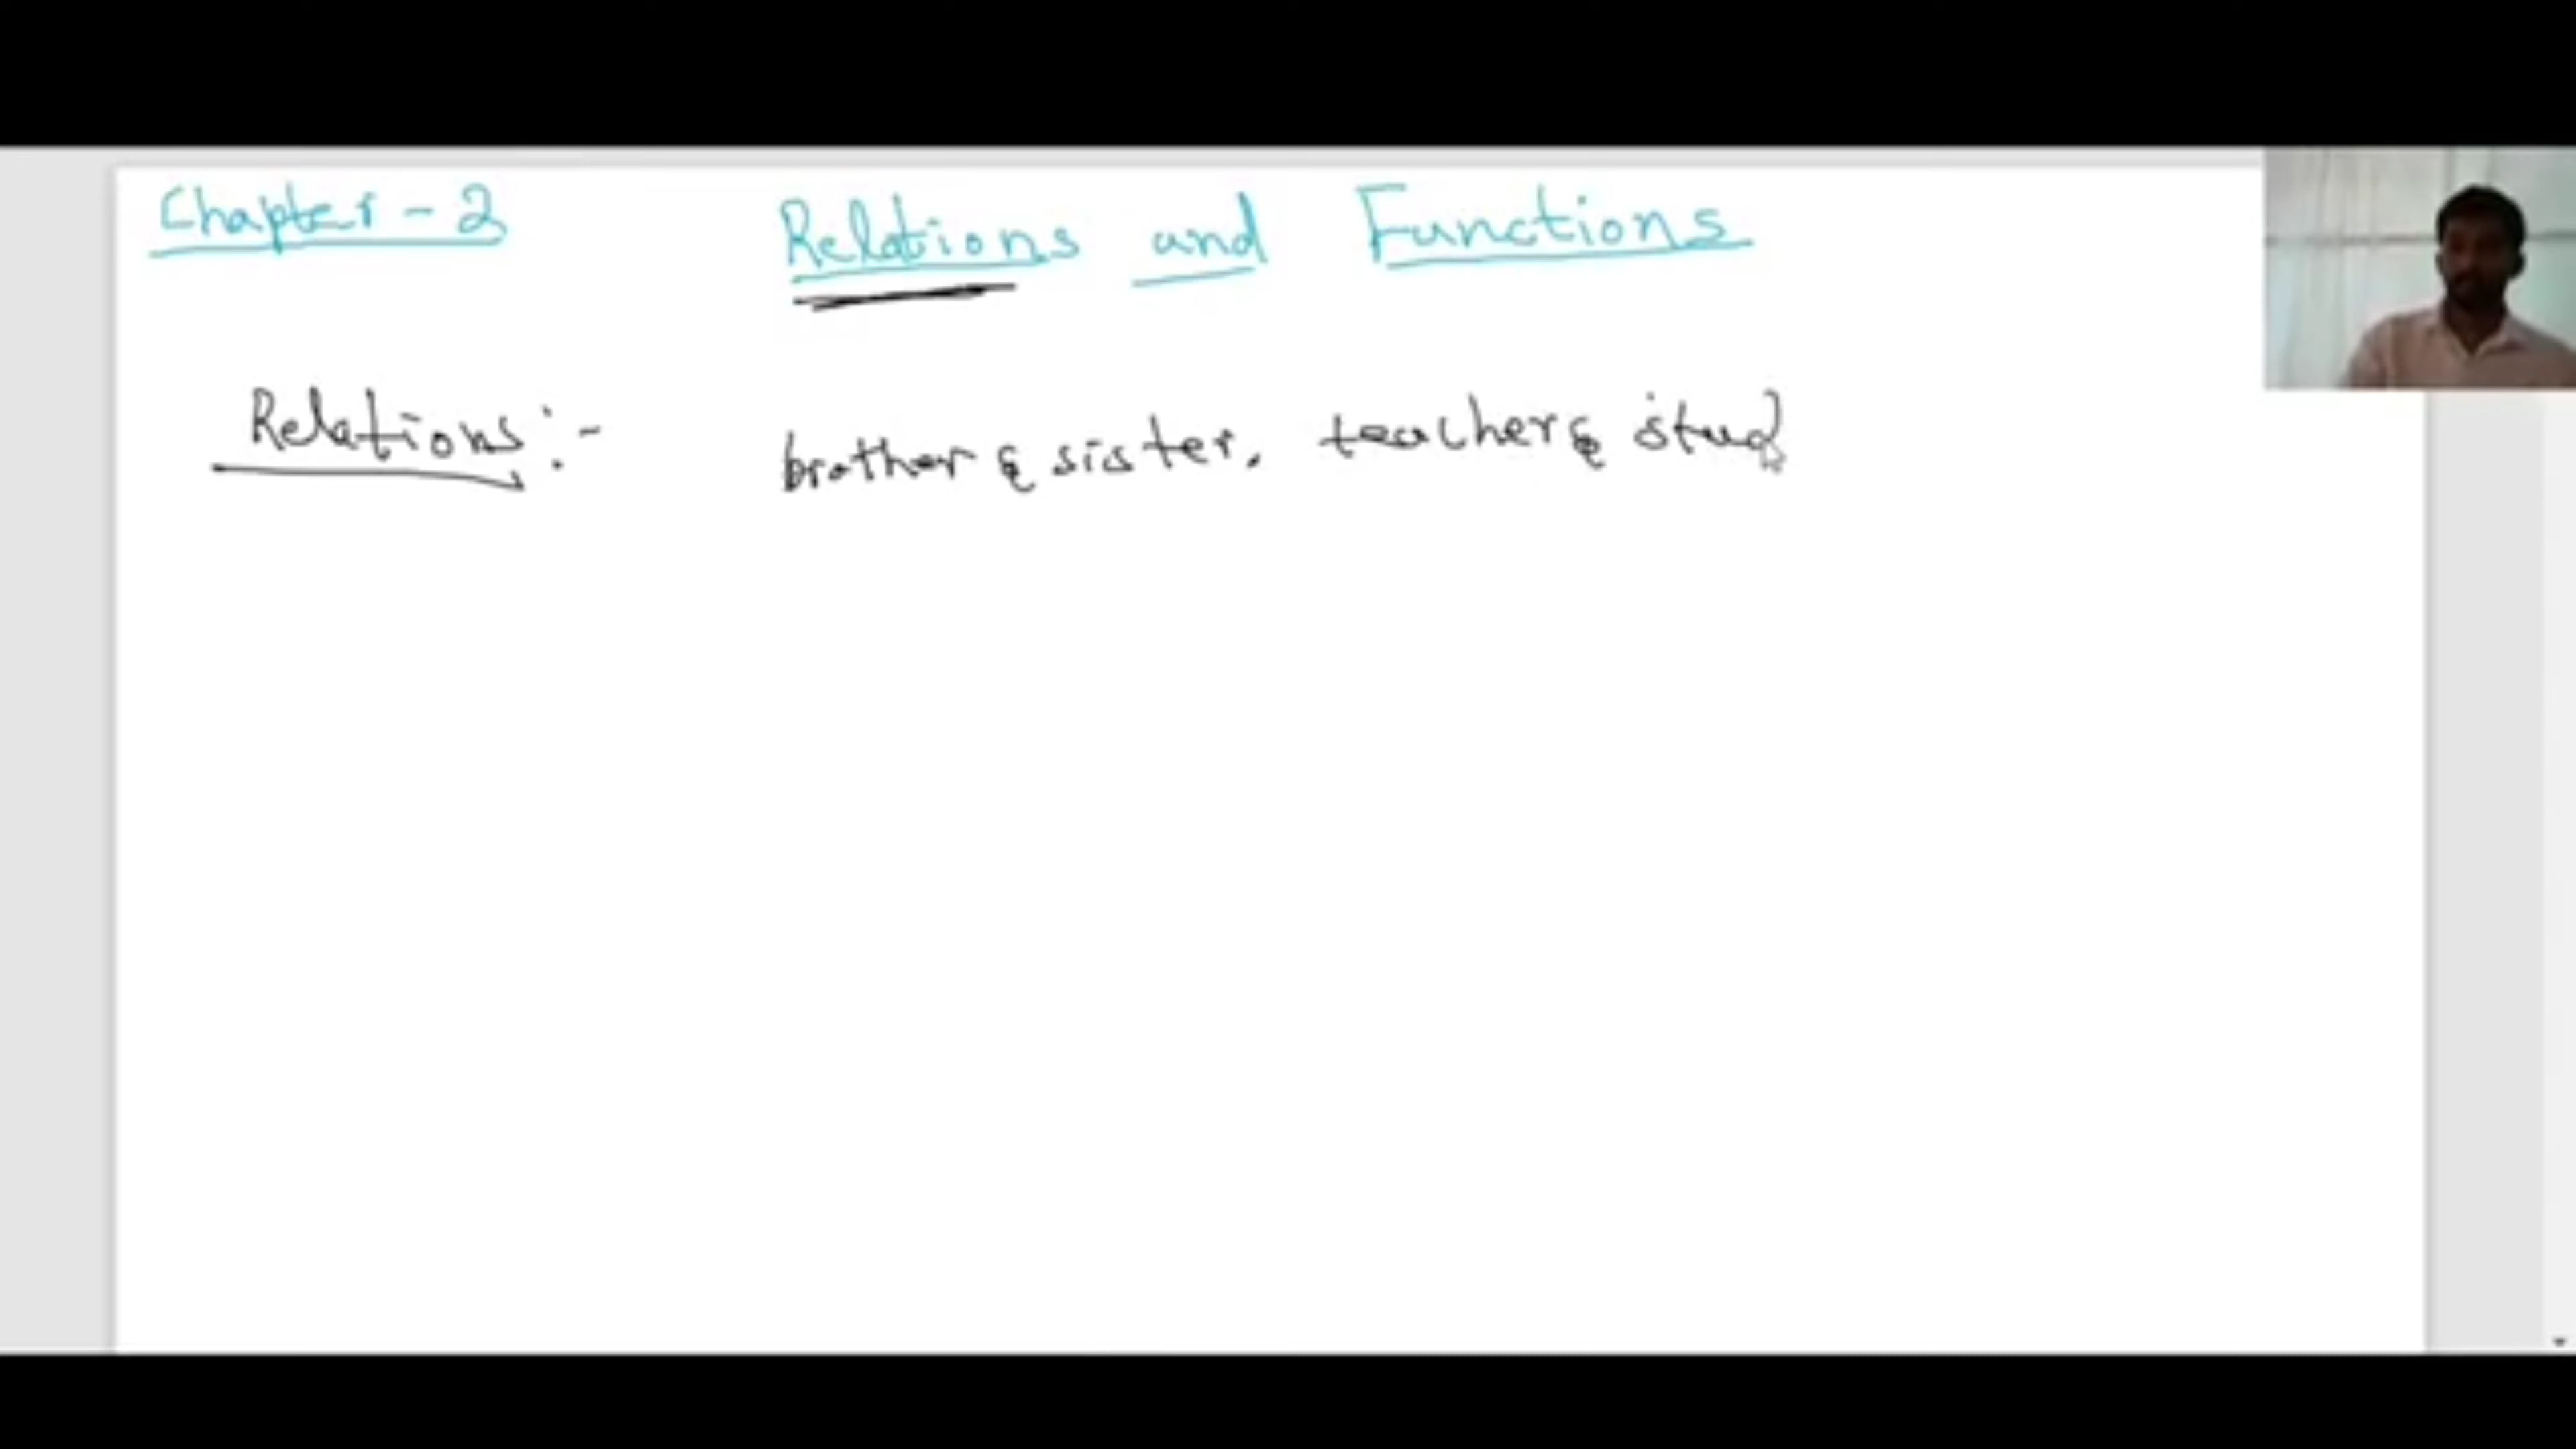 Chapter - 2 Relations and Functions
Relations :- brother & sister, teacher & stud